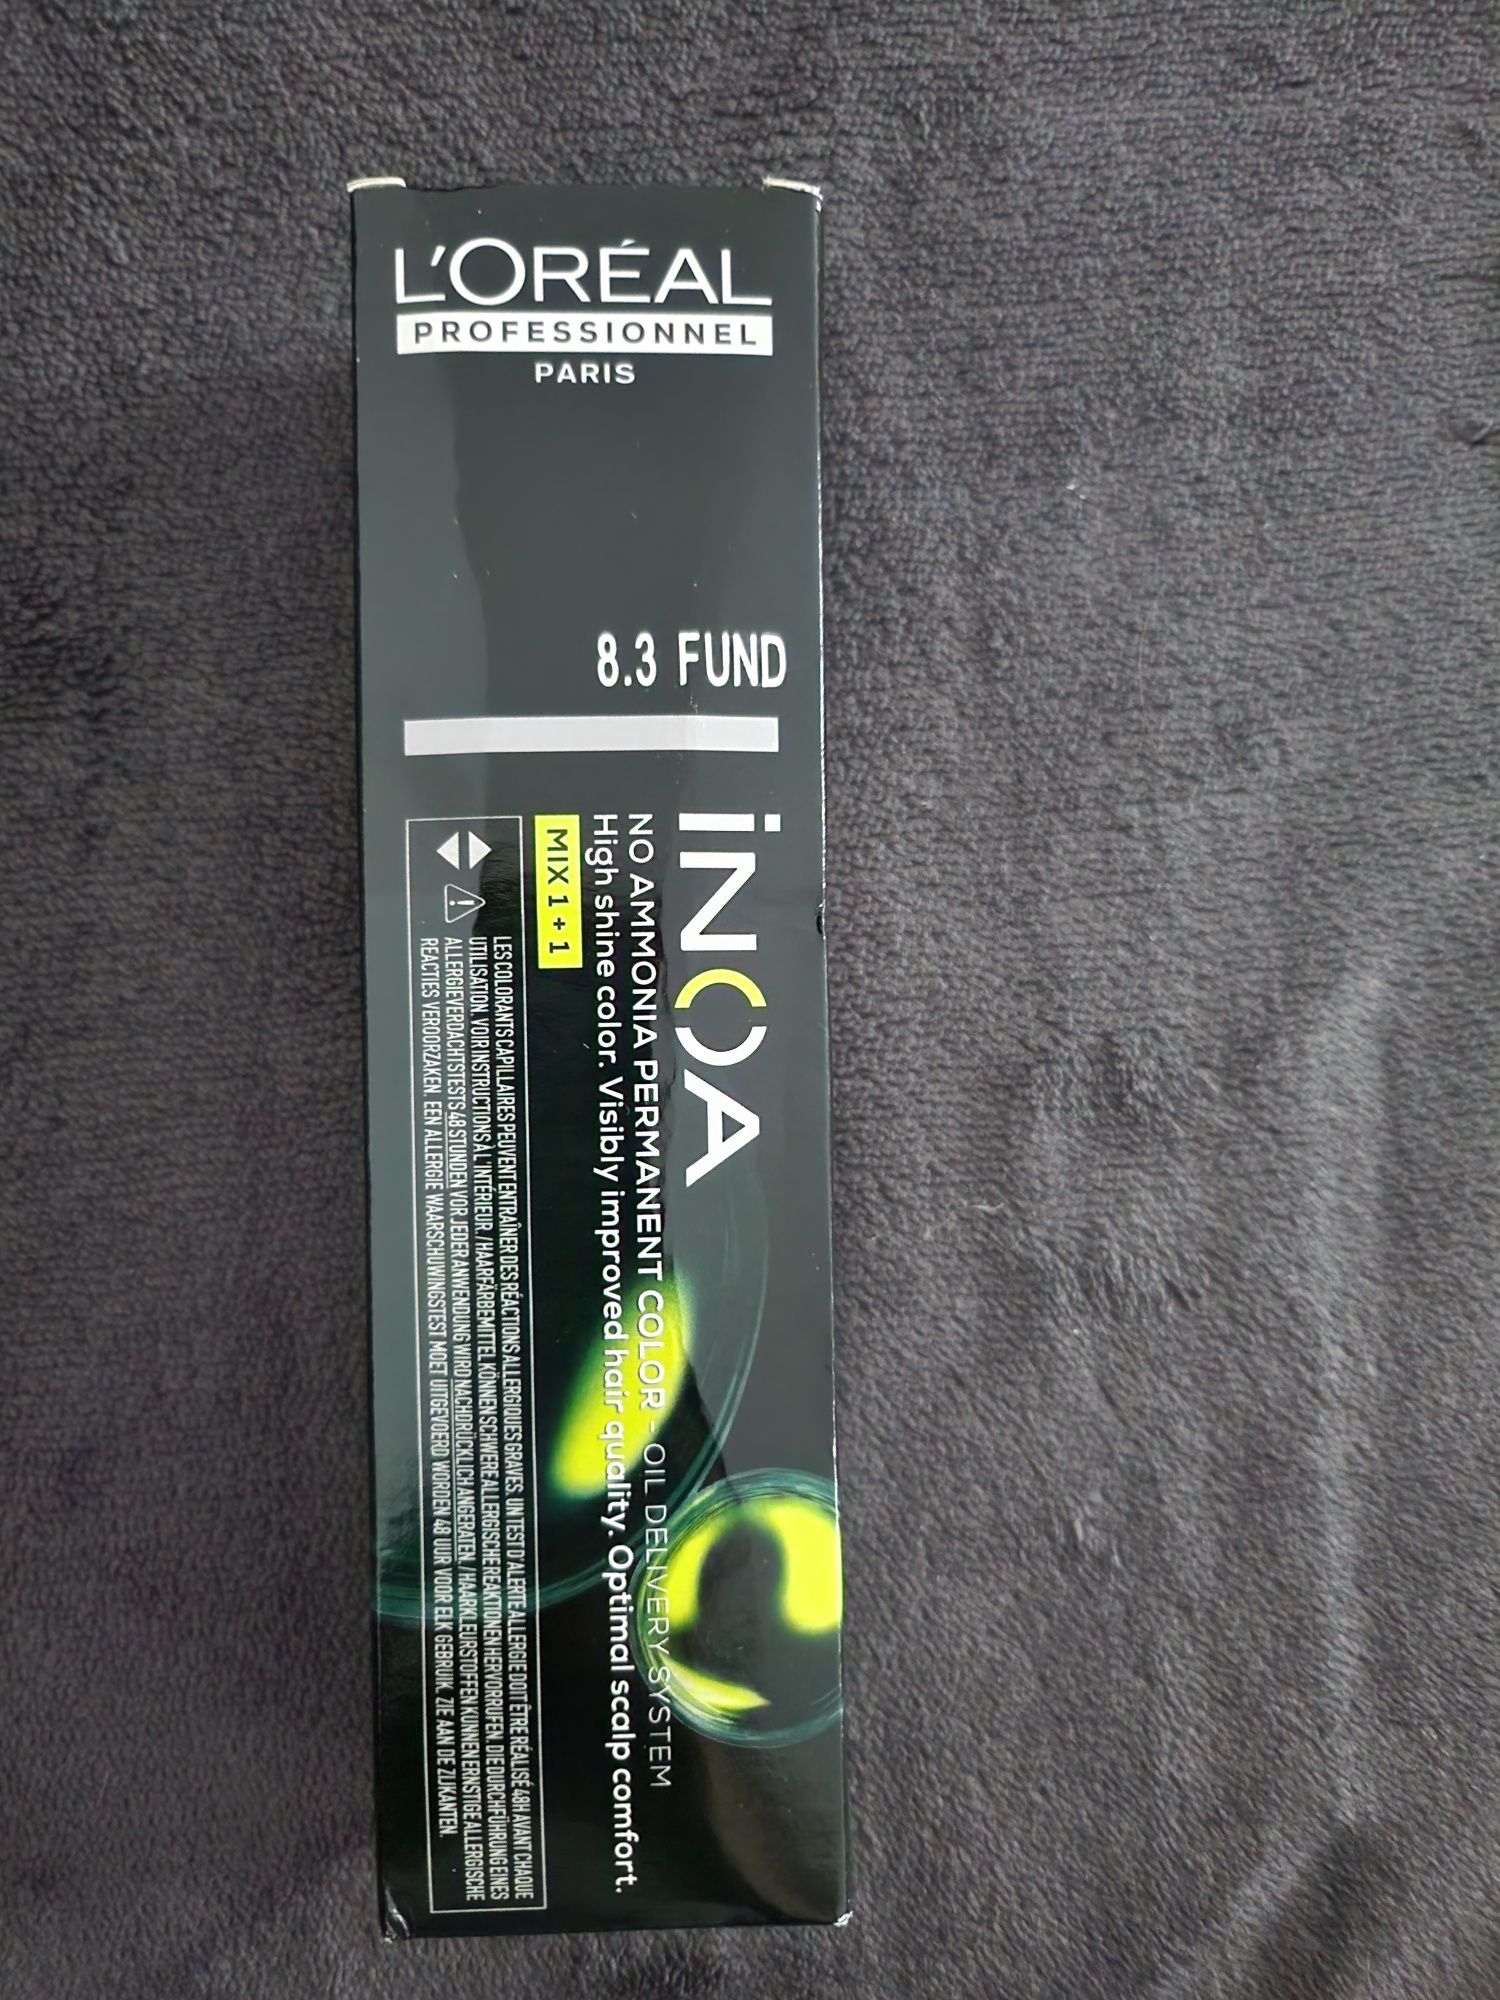 L'ORÉAL
PROFESSIONNEL
PARIS
8.3 FUND
iNOA
NO AMMONIA PERMANENT COLOR - OIL DELIVERY SYSTEM
High shine color. Visibly improved hair quality. Optimal scalp comfort.
MIX 1 + 1
LES COLORANTS CAPILLAIRES PEUVENT ENTRAÎNER DES RÉACTIONS ALLERGIQUES GRAVES. UN TEST D'ALERTE ALLERGIE DOIT ÊTRE RÉALISÉ 48H AVANT CHAQUE
UTILISATION. VOIR INSTRUCTIONS À L'INTÉRIEUR. / HAARFÄRBEMITTEL KÖNNEN SCHWERE ALLERGISCHE REAKTIONEN HERVORRUFEN. DIE DURCHFÜHRUNG EINES
ALLERGIEVERDACHTSTESTS 48 STUNDEN VOR JEDER ANWENDUNG WIRD NACHDRÜCKLICH ANGERATEN. / HAARKLEURSTOFFEN KUNNEN ERNSTIGE ALLERGISCHE
REACTIES VEROORZAKEN. EEN ALLERGIE WAARSCHUWINGSTEST MOET UITGEVOERD WORDEN 48 UUR VOOR ELK GEBRUIK. ZIE AAN DE ZIJKANTEN.